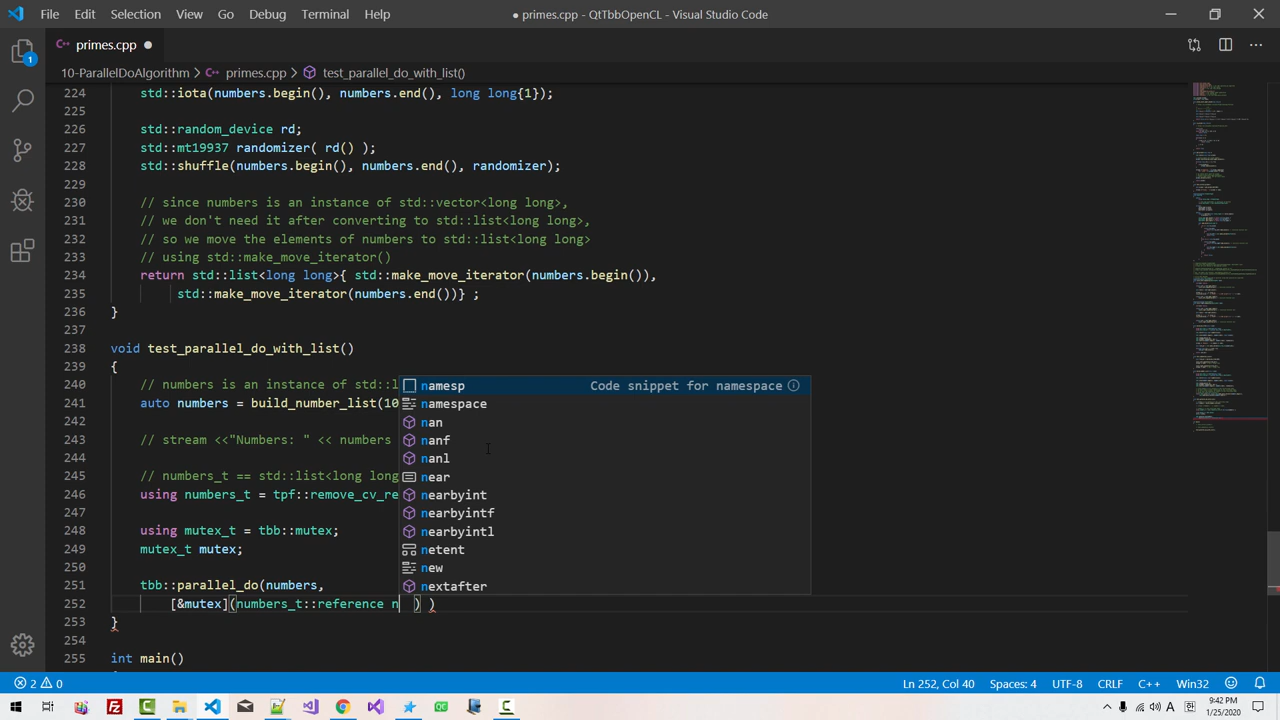 File Edit Selection View Go Debug Terminal Help
● primes.cpp - QtTbbOpenCL - Visual Studio Code
primes.cpp
10-ParallelDoAlgorithm > primes.cpp > test_parallel_do_with_list()
224 std::iota(numbers.begin(), numbers.end(), long long{1});
225
226 std::random_device rd;
227 std::mt19937 randomizer{ rd() };
228 std::shuffle(numbers.begin(), numbers.end(), randomizer);
229
230 // since numbers is an instance of std::vector<long long>,
231 // we don't need it after converting to std::list<long long>
232 // so we move the elements of numbers to std::list<long long>
233 // using std::make_move_iterator()
234 return std::list<long long>{ std::make_move_iterator(numbers.begin()),
235 std::make_move_iterator(numbers.
236 }
237
238 void test_parallel_do_with_
239 {
240 // numbers is an instance of std::l
241 auto numbers = build_number_list(10
242
243 // stream <<"Numbers: " << numbers
244
245 // numbers_t == std::list<long long
246 using numbers_t = tpf::remove_cv_re
247
248 using mutex_t = tbb::mutex;
249 mutex_t mutex;
250
251 tbb::parallel_do(numbers,
252 [&mutex](numbers_t::reference n ) )
253 }
254
255 int main()
namesp Code snippet for namespace
namespace
nan
nanf
nanl
near
nearbyint
nearbyintf
nearbyintl
netent
new
nextafter
1
2 0
Ln 252, Col 40 Spaces: 4 UTF-8 CRLF C++ Win32
9:42 PM
1/25/2020